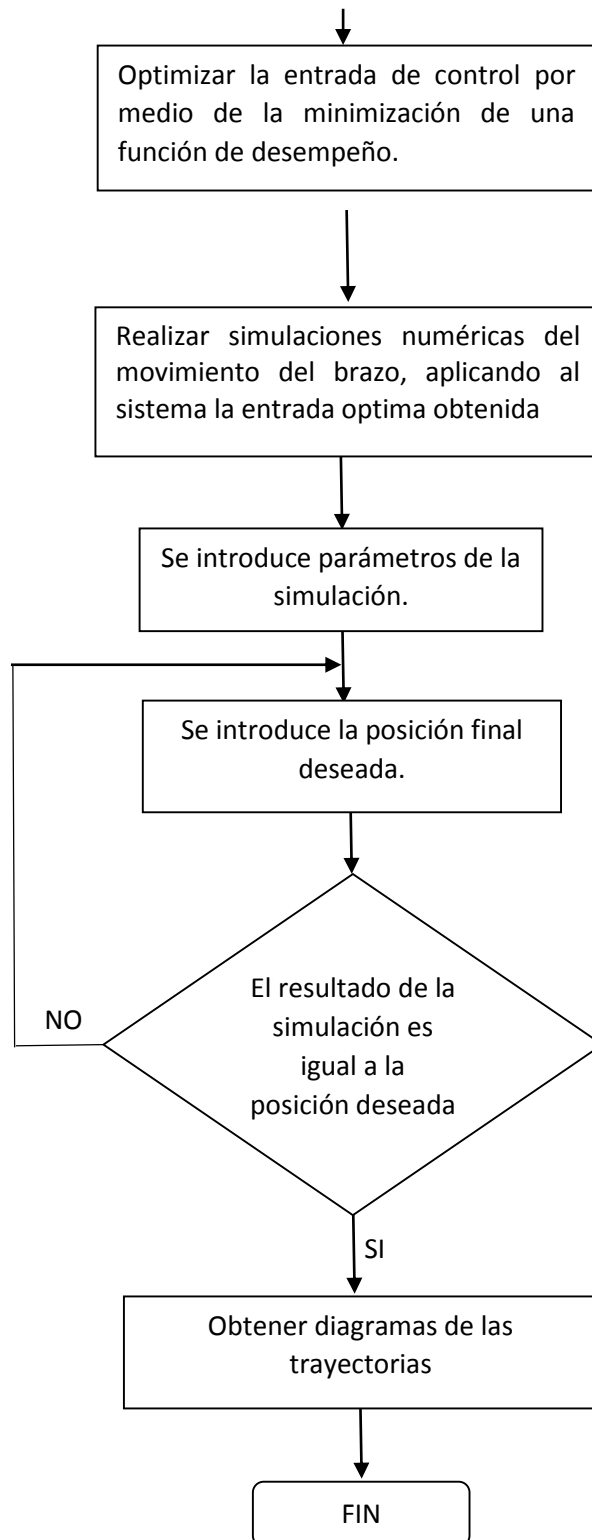 Optimizar la entrada de control por
medio de la minimización de una
función de desempeño.
Realizar simulaciones numéricas del
movimiento del brazo, aplicando al
sistema la entrada optima obtenida
Se introduce parámetros de la
simulación.
Se introduce la posición final
deseada.
El resultado de la
simulación es
igual a la
posición deseada
NO
SI
Obtener diagramas de las
trayectorias
FIN